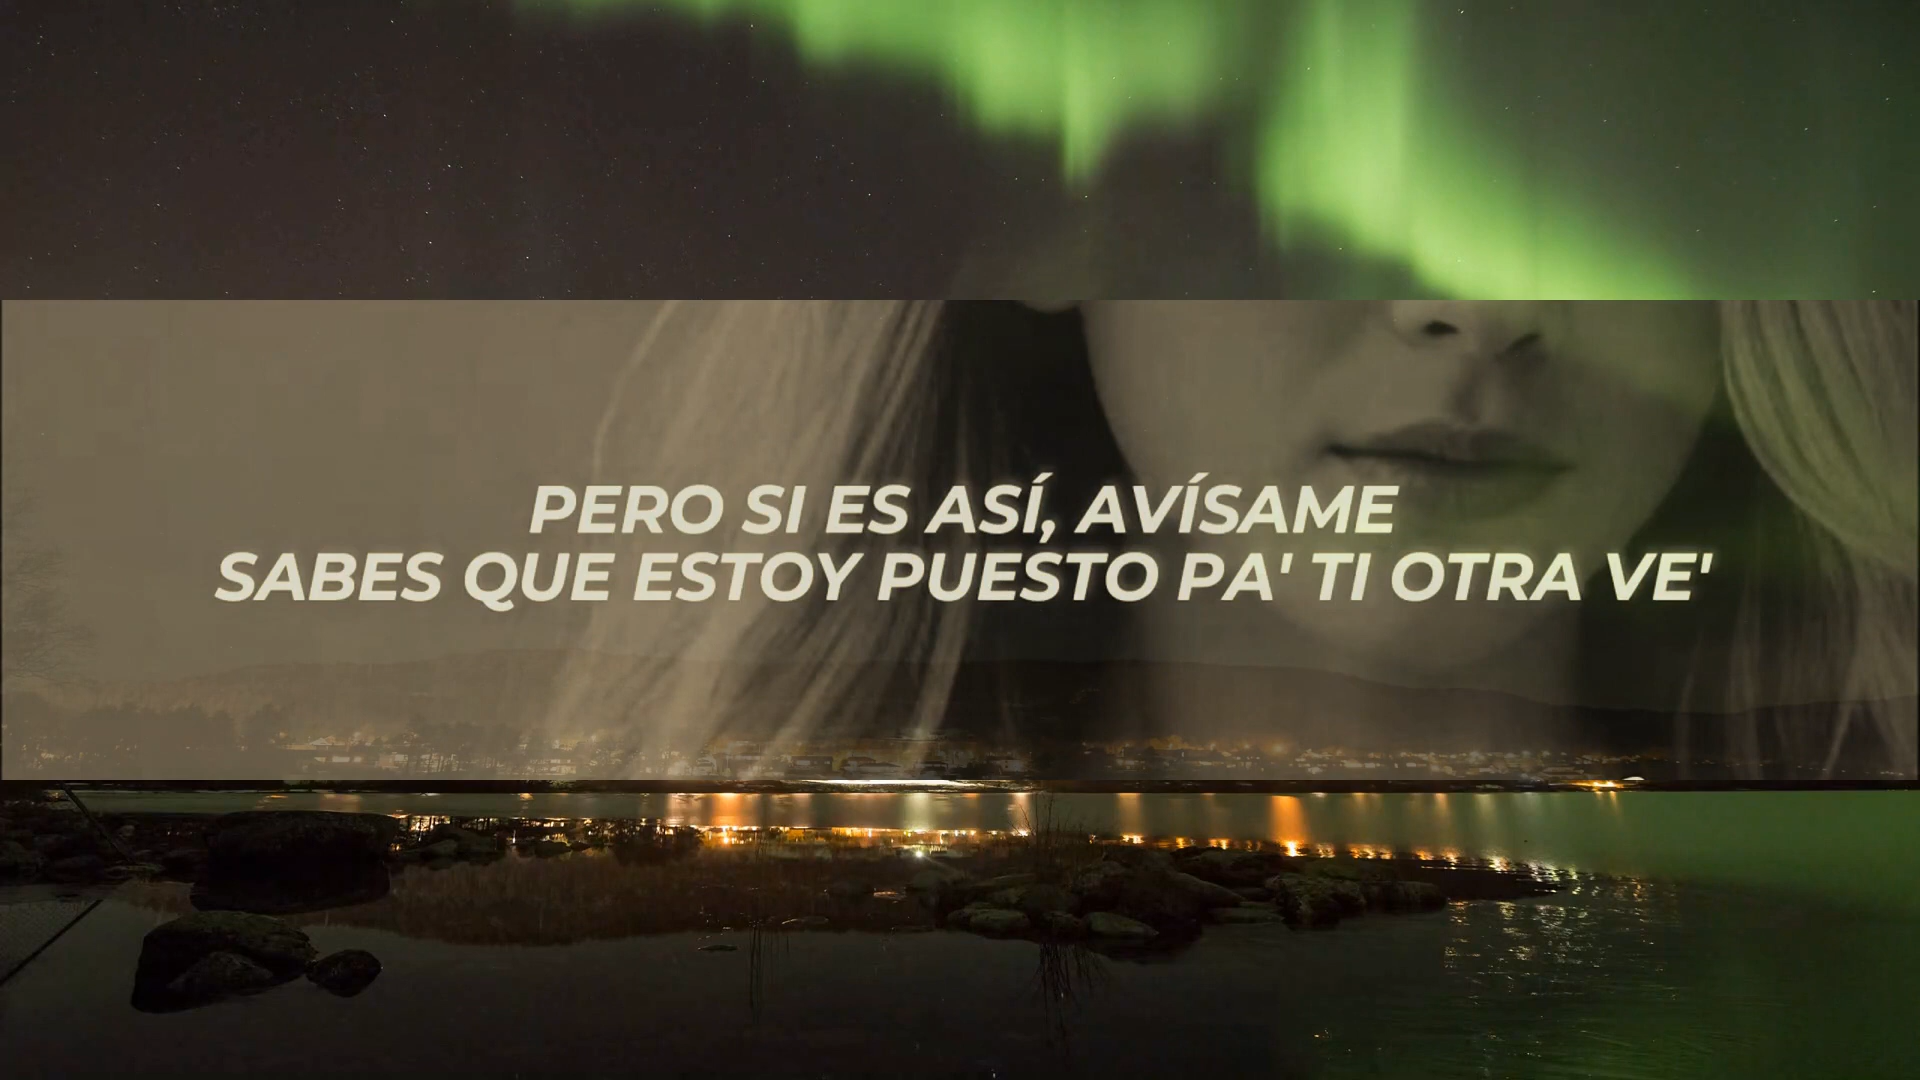 PERO SI ES ASÍ, AVÍSAME
SABES QUE ESTOY PUESTO PA' TI OTRA VE'